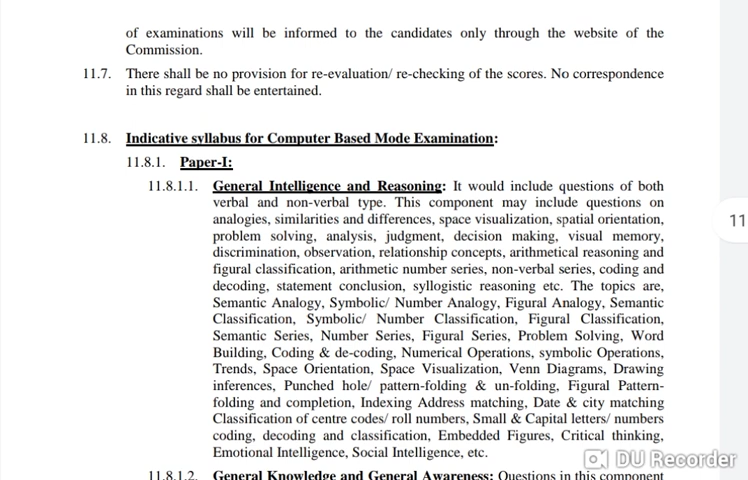 of examinations will be informed to the candidates only through the website of the
Commission.
11.7. There shall be no provision for re-evaluation/ re-checking of the scores. No correspondence
in this regard shall be entertained.
11.8. Indicative syllabus for Computer Based Mode Examination:
11.8.1. Paper-I:
11.8.1.1. General Intelligence and Reasoning: It would include questions of both
verbal and non-verbal type. This component may include questions on
analogies, similarities and differences, space visualization, spatial orientation,
problem solving, analysis, judgment, decision making, visual memory,
discrimination, observation, relationship concepts, arithmetical reasoning and
figural classification, arithmetic number series, non-verbal series, coding and
decoding, statement conclusion, syllogistic reasoning etc. The topics are,
Semantic Analogy, Symbolic/ Number Analogy, Figural Analogy, Semantic
Classification, Symbolic/ Number Classification, Figural Classification,
Semantic Series, Number Series, Figural Series, Problem Solving, Word
Building, Coding & de-coding, Numerical Operations, symbolic Operations,
Trends, Space Orientation, Space Visualization, Venn Diagrams, Drawing
inferences, Punched hole/ pattern-folding & un-folding, Figural Pattern-
folding and completion, Indexing Address matching, Date & city matching
Classification of centre codes/ roll numbers, Small & Capital letters/ numbers
coding, decoding and classification, Embedded Figures, Critical thinking,
Emotional Intelligence, Social Intelligence, etc.
11.8.1.2. General Knowledge and General Awareness: Questions in this component
11
DU Recorder